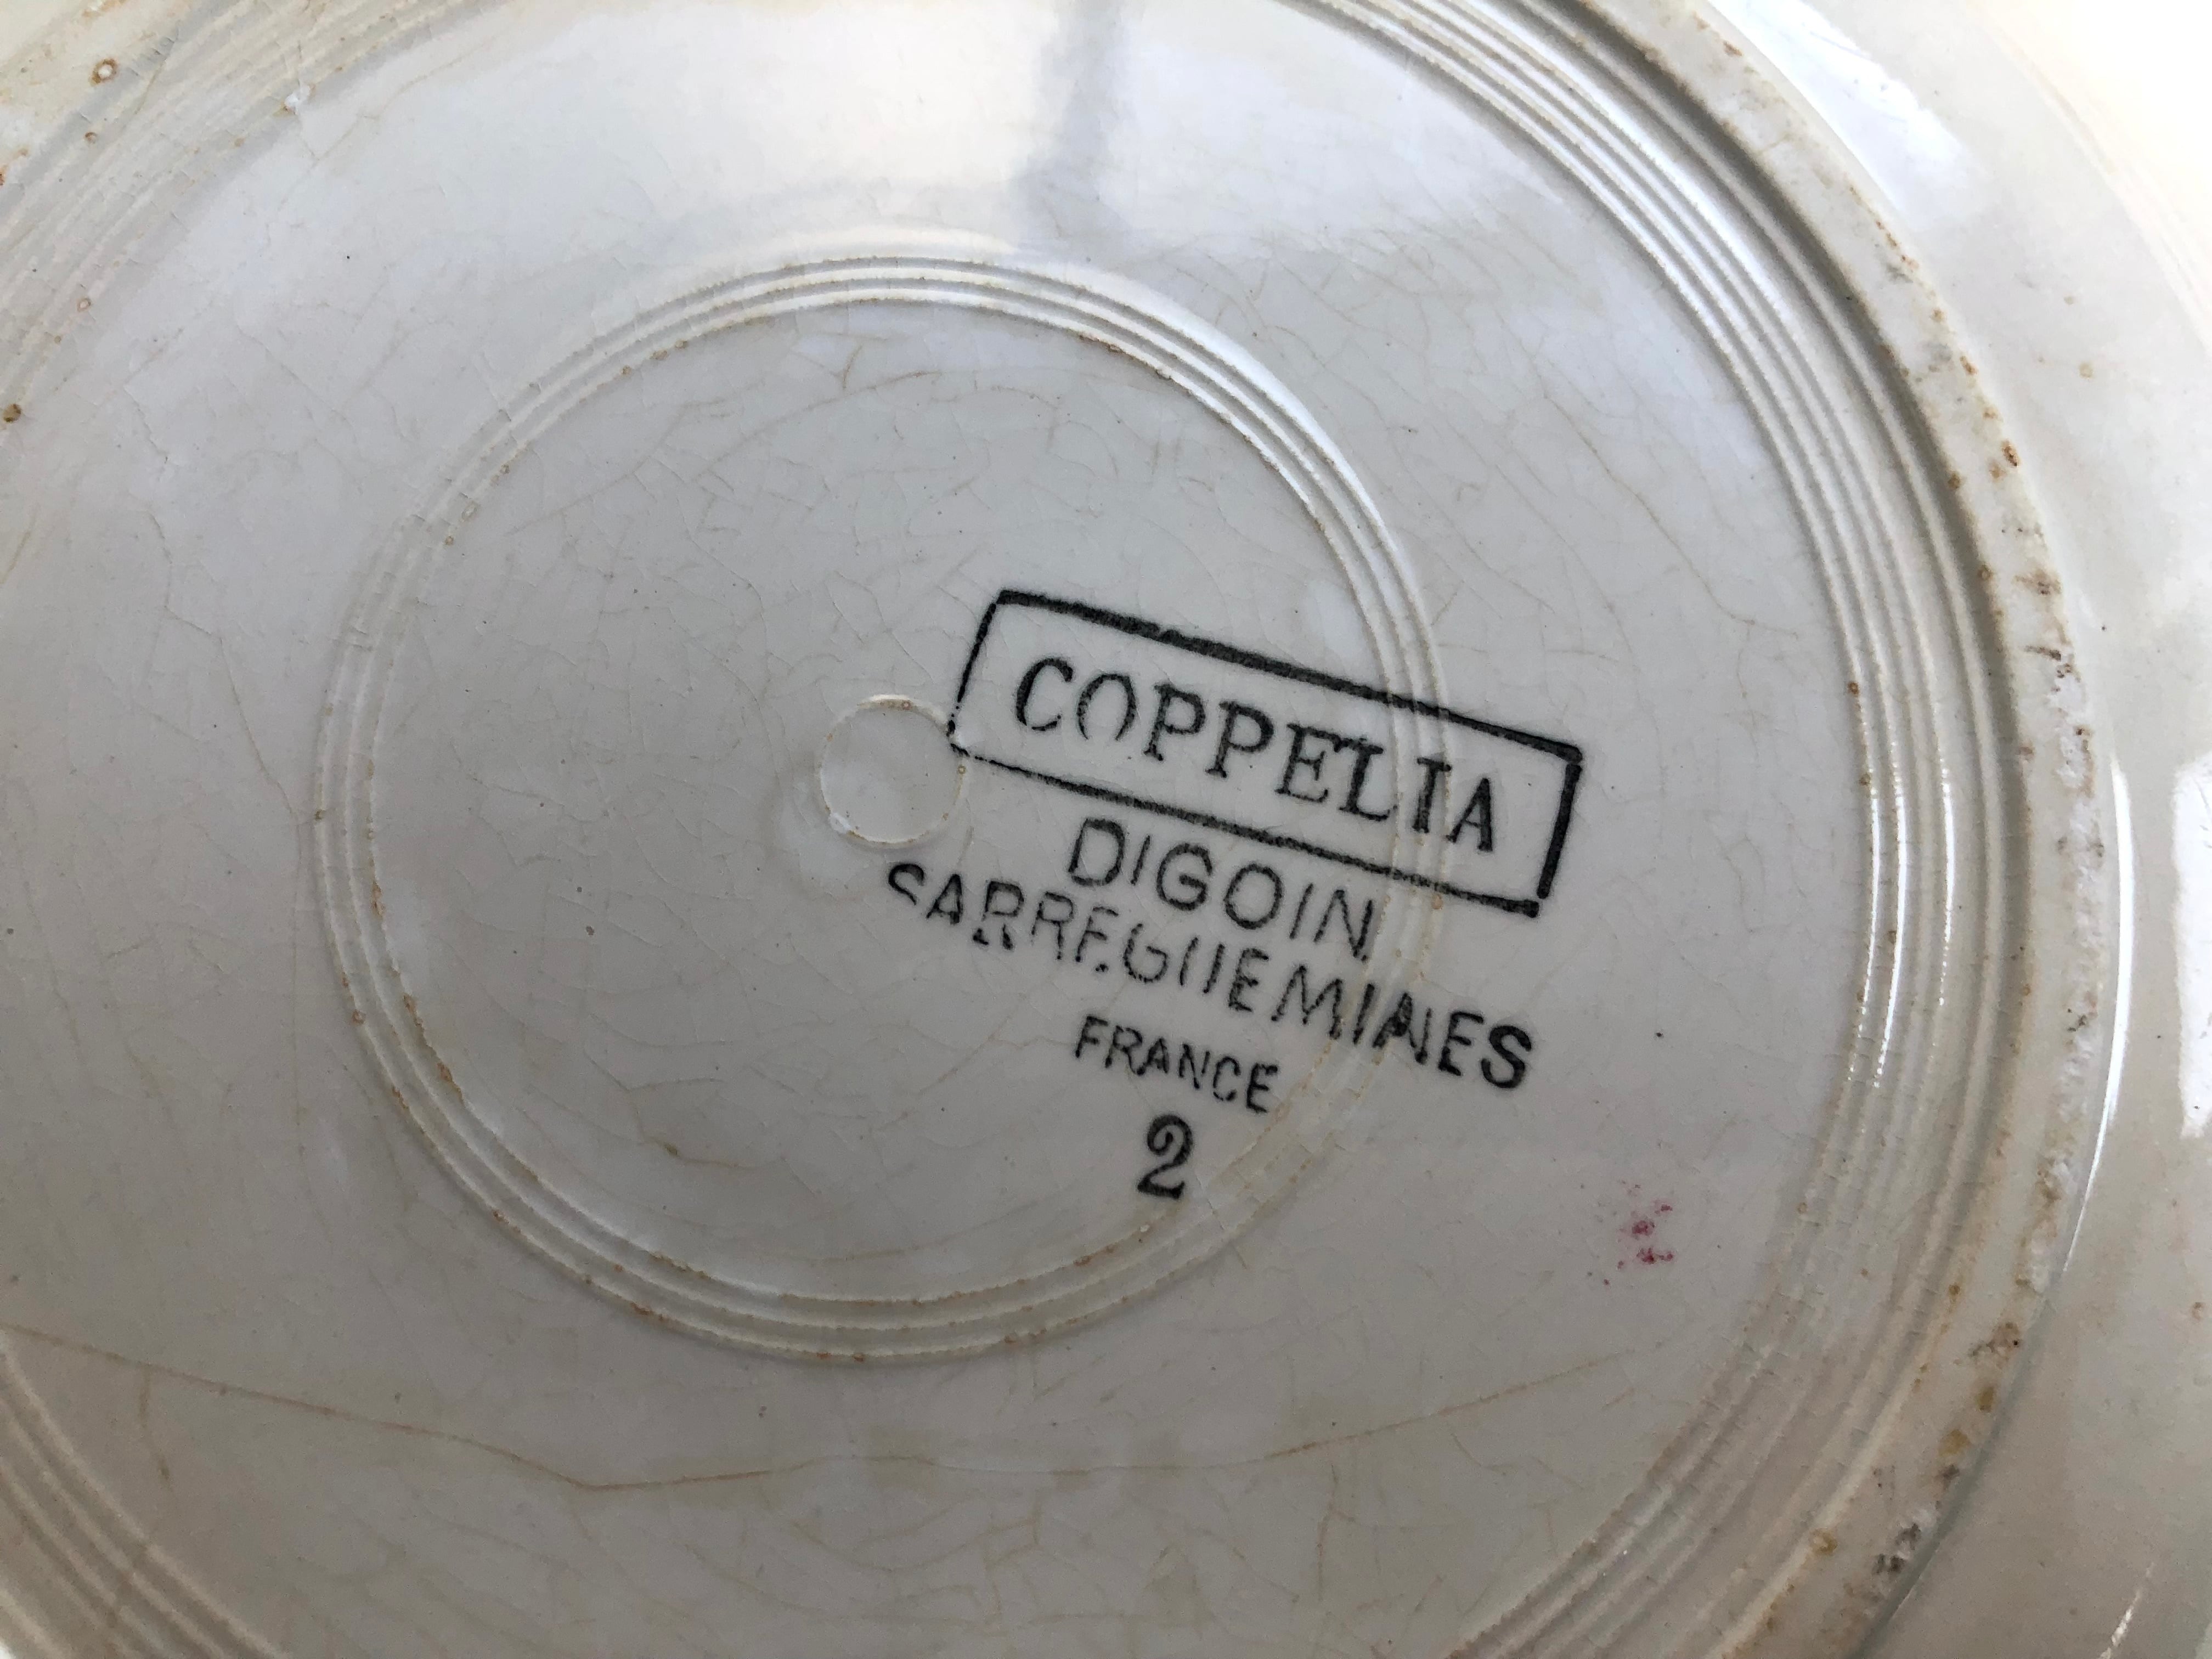 COPPELIA
DIGOIN
SARREGUEMINES
FRANCE
2